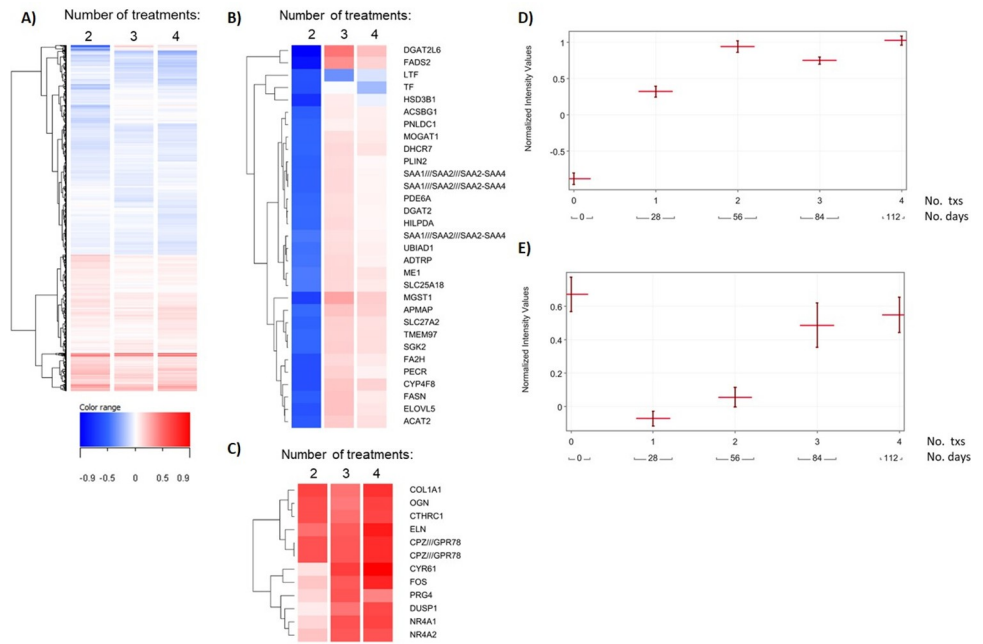 A)
Number of treatments:
2 3 4
Color range
-0.9 -0.5 0 0.5 0.9
B)
Number of treatments:
2 3 4
DGAT2L6
FADS2
LTF
TF
HSD3B1
ACSBG1
PNLDC1
MOGAT1
DHCR7
PLIN2
SAA1///SAA2///SAA2-SAA4
SAA1///SAA2///SAA2-SAA4
PDE6A
DGAT2
HILPDA
SAA1///SAA2///SAA2-SAA4
UBIAD1
ADTRP
ME1
SLC25A18
MGST1
APMAP
SLC27A2
TMEM97
SGK2
FA2H
PECR
CYP4F8
FASN
ELOVL5
ACAT2
C)
Number of treatments:
2 3 4
COL1A1
OGN
CTHRC1
ELN
CPZ///GPR78
CPZ///GPR78
CYR61
FOS
PRG4
DUSP1
NR4A1
NR4A2
D)
Normalized Intensity Values
1
0.5
0
-0.5
0 1 2 3 4 No. txs
0 28 56 84 112 No. days
E)
Normalized Intensity Values
0.6
0.4
0.2
0
0 1 2 3 4 No. txs
0 28 56 84 112 No. days